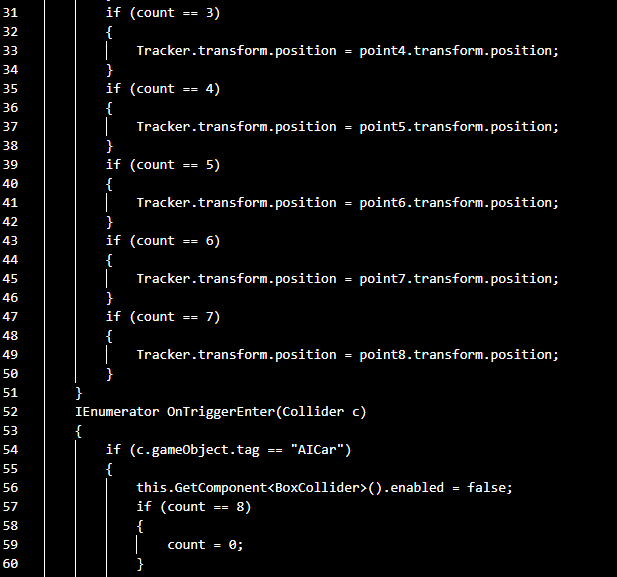 31 if (count == 3)
32 {
33 Tracker.transform.position = point4.transform.position;
34 }
35 if (count == 4)
36 {
37 Tracker.transform.position = point5.transform.position;
38 }
39 if (count == 5)
40 {
41 Tracker.transform.position = point6.transform.position;
42 }
43 if (count == 6)
44 {
45 Tracker.transform.position = point7.transform.position;
46 }
47 if (count == 7)
48 {
49 Tracker.transform.position = point8.transform.position;
50 }
51 }
52 IEnumerator OnTriggerEnter(Collider c)
53 {
54 if (c.gameObject.tag == "AICar")
55 {
56 this.GetComponent<BoxCollider>().enabled = false;
57 if (count == 8)
58 {
59 count = 0;
60 }